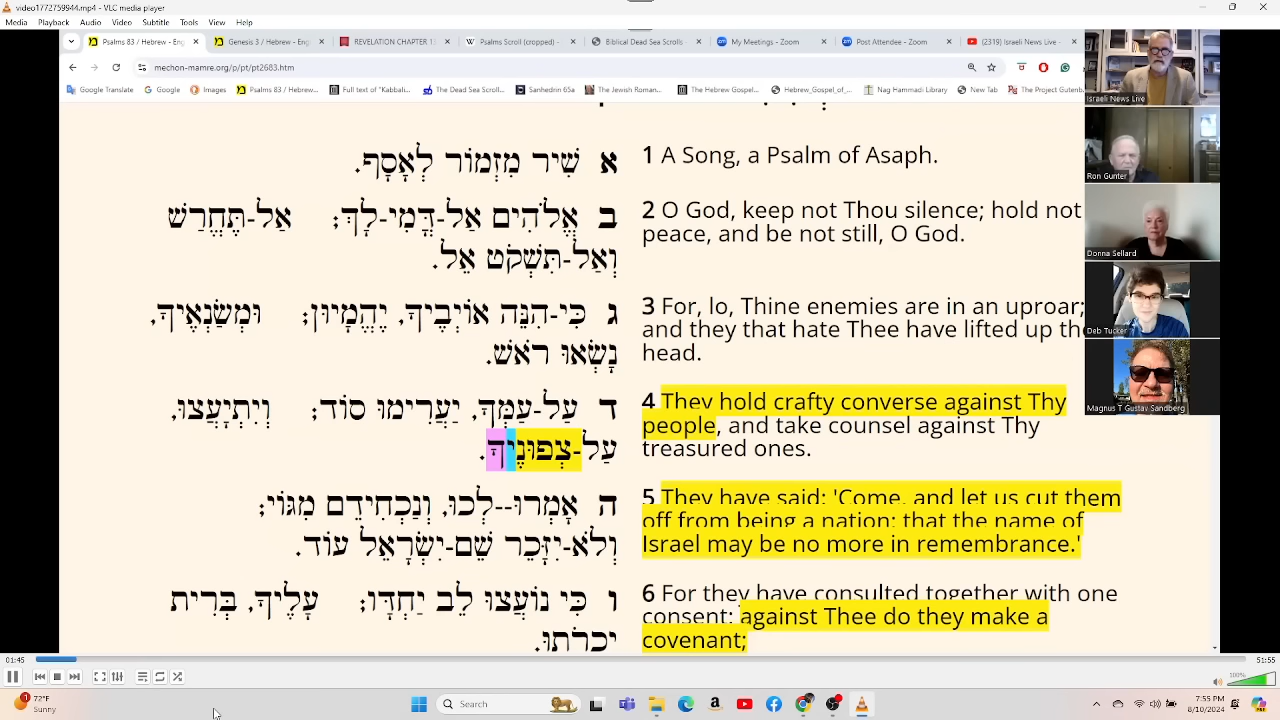 video1772759944.mp4 - VLC media player
Media Playback Audio Video Subtitle Tools View Help
Psalms 83 / Hebrew - Eng
Genesis 3 / Hebrew - Eng
REVELATION CHAPTER 1
Psalms Scroll (cropped) -
Biblical Dead Sea Scrolls
My Meetings - Zoom
Post Attendee - Zoom
(2319) Israeli News Live -
mechon-mamre.org/p/pt/pt2683.htm
Google Translate
Google
Images
Psalms 83 / Hebrew...
Full text of "Kabbali...
The Dead Sea Scrol...
Sanhedrin 65a
The Jewish Roman...
The Hebrew Gospel...
Hebrew_Gospel_of...
Nag Hammadi Library
New Tab
The Project Gutenb
א שִׁיר מִזְמוֹר לְאָסָף.
1 A Song, a Psalm of Asaph.
ב אֱלֹהִים אַל-דֳּמִי-לָךְ; אַל-תֶּחֱרַשׁ
וְאַל-תִּשְׁקֹט אֵל.
2 O God, keep not Thou silence; hold not
peace, and be not still, O God.
ג כִּי-הִנֵּה אוֹיְבֶיךָ, יֶהֱמָיוּן; וּמְשַׂנְאֶיךָ,
נָשְׂאוּ רֹאשׁ.
3 For, lo, Thine enemies are in an uproar;
and they that hate Thee have lifted up th
head.
ד עַל-עַמְּךָ, יַעֲרִימוּ סוֹד; וְיִתְיָעֲצוּ,
עַל-צְפוּנֶיךָ.
4 They hold crafty converse against Thy
people, and take counsel against Thy
treasured ones.
ה אָמְרוּ--לְכוּ, וְנַכְחִידֵם מִגּוֹי;
וְלֹא-יִזָּכֵר שֵׁם-יִשְׂרָאֵל עוֹד.
5 They have said: 'Come, and let us cut them
off from being a nation; that the name of
Israel may be no more in remembrance.'
ו כִּי נוֹעֲצוּ לֵב יַחְדָּו; עָלֶיךָ, בְּרִית
יִכְרֹתוּ.
6 For they have consulted together with one
consent; against Thee do they make a
covenant;
Israeli News Live
Ron Gunter
Donna Sellard
Deb Tucker
Magnus T Gustav Sandberg
01:45
51:55
100%
1
72°F
Sunny
Search
7:55 PM
8/10/2024